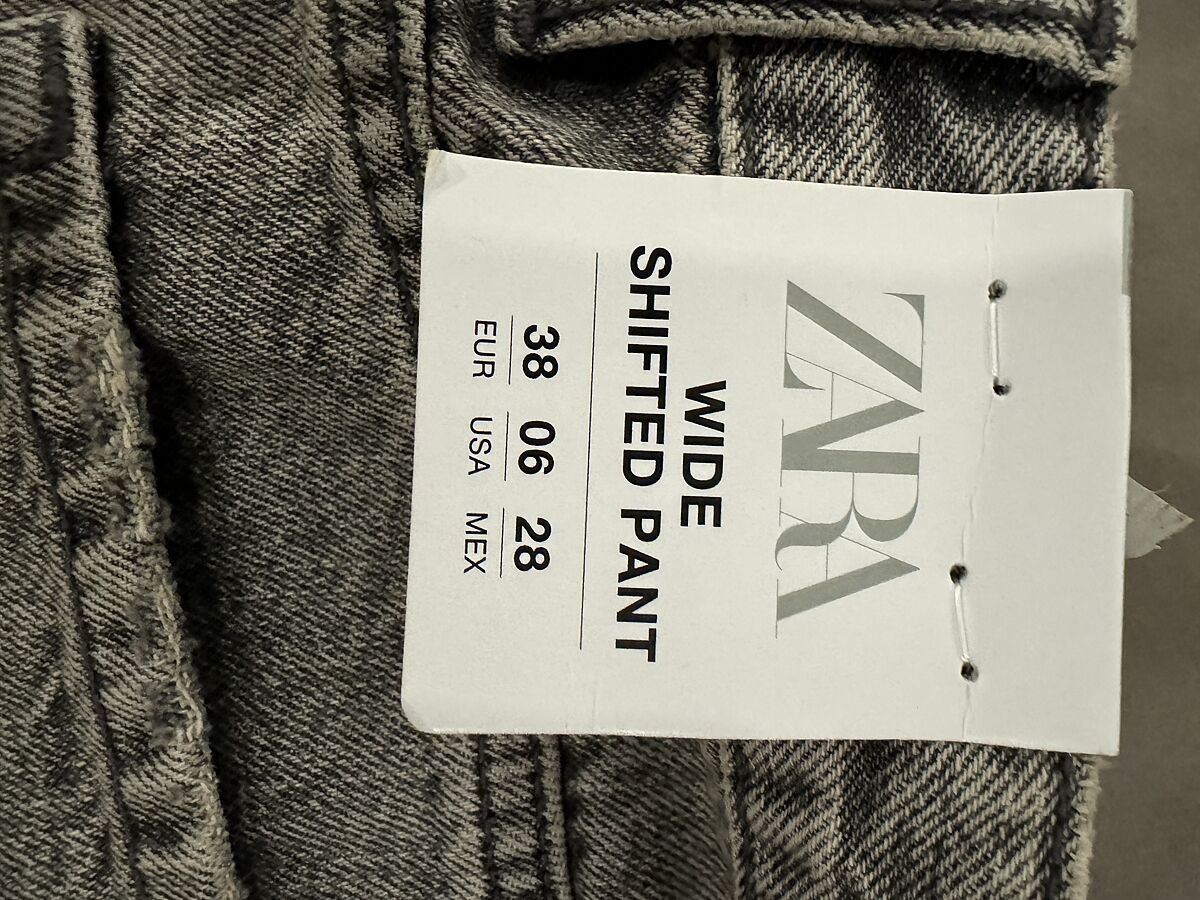 ZARA
WIDE
SHIFTED PANT
38 06 28
EUR USA MEX